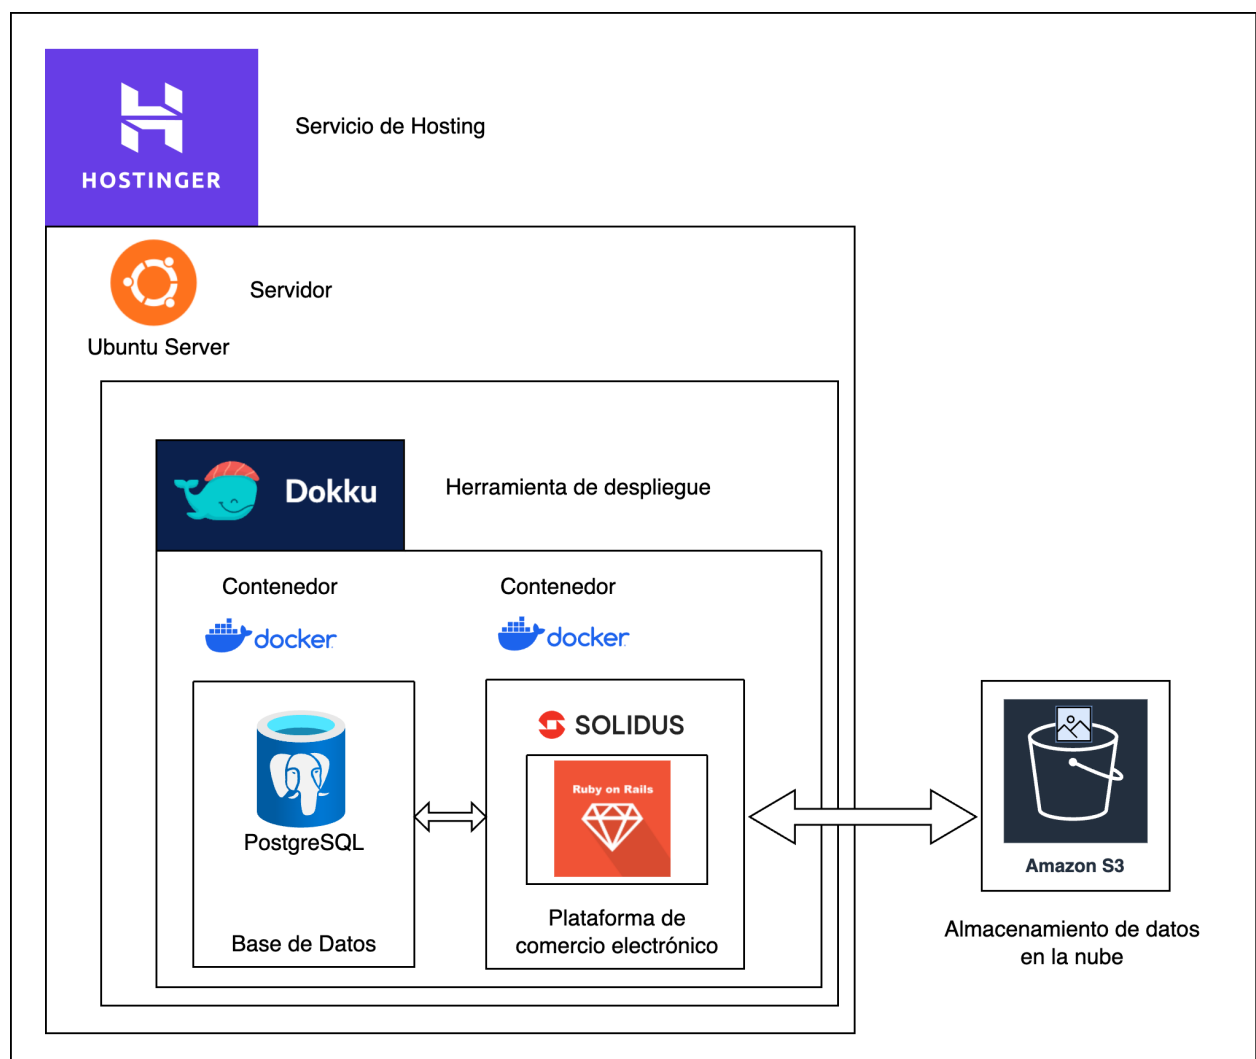 HOSTINGER
Servicio de Hosting
Servidor
Ubuntu Server
Dokku
Herramienta de despliegue
Contenedor
docker
Contenedor
docker
PostgreSQL
Base de Datos
SOLIDUS
Ruby on Rails
Plataforma de
comercio electrónico
Amazon S3
Almacenamiento de datos
en la nube